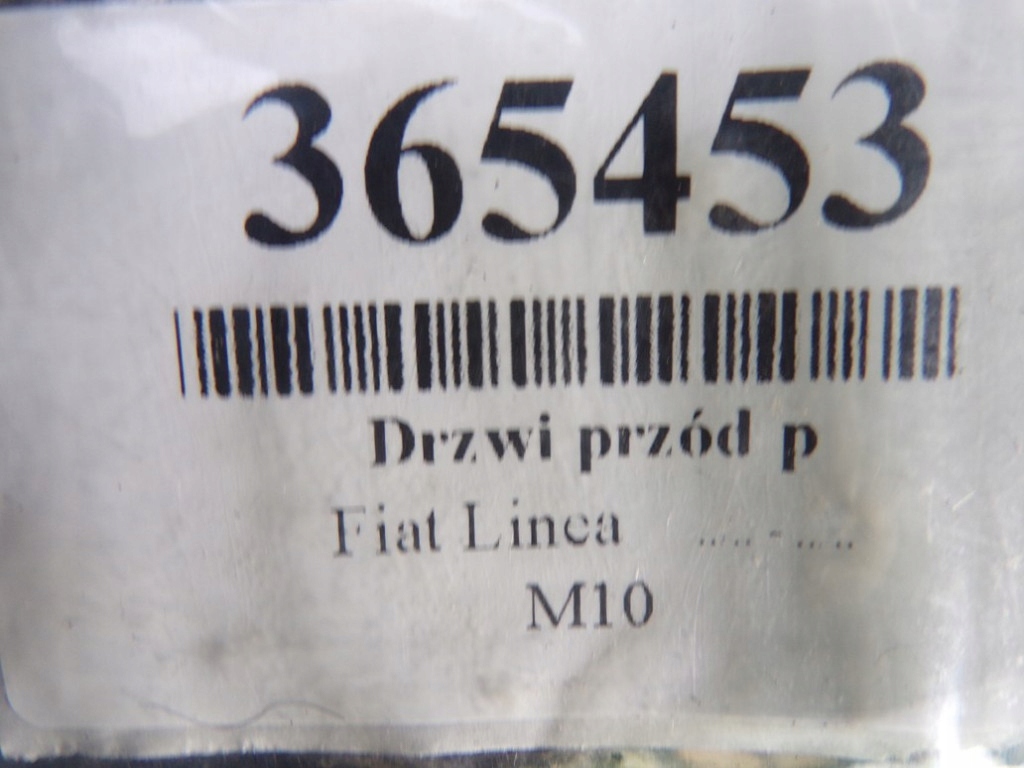 365453
Drzwi przód p
Fiat Linea ../.. - ../..
M10